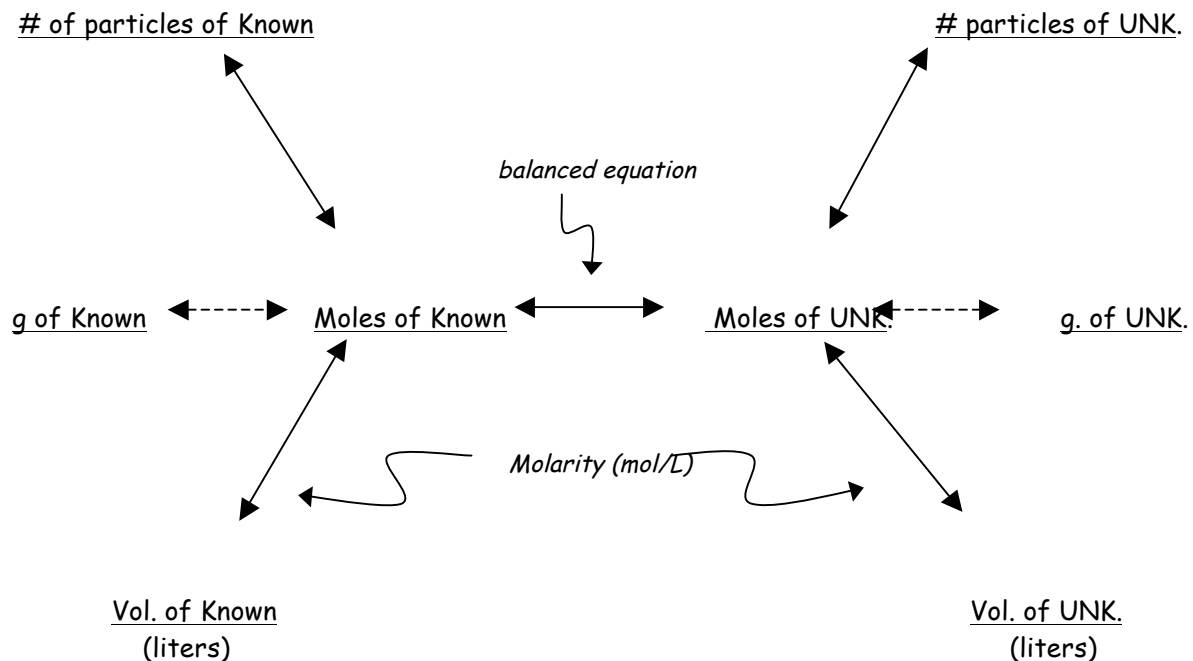 # of particles of Known
# particles of UNK.
balanced equation
g of Known
Moles of Known
Moles of UNK.
g. of UNK.
Molarity (mol/L)
Vol. of Known
(liters)
Vol. of UNK.
(liters)